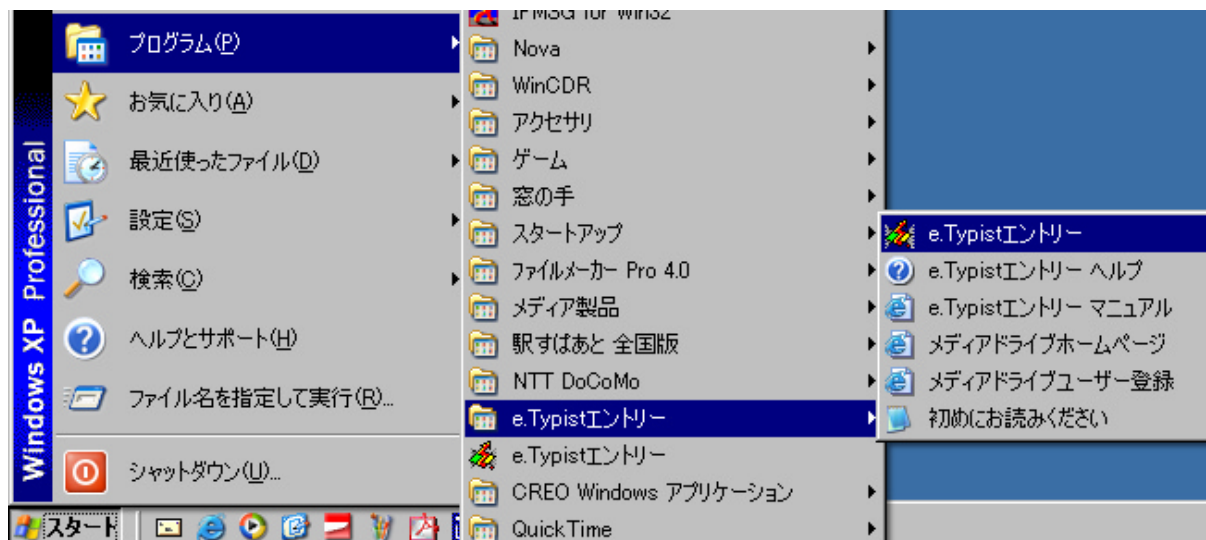 Windows XP Professional
プログラム(P)
お気に入り(A)
最近使ったファイル(D)
設定(S)
検索(C)
ヘルプとサポート(H)
ファイル名を指定して実行(R)...
シャットダウン(U)...
スタート
IPMSG for Win32
Nova
WinCDR
アクセサリ
ゲーム
窓の手
スタートアップ
ファイルメーカー Pro 4.0
メディア製品
駅すぱあと 全国版
NTT DoCoMo
e.Typistエントリー
e.Typistエントリー
CREO Windows アプリケーション
QuickTime
e.Typistエントリー
e.Typistエントリー ヘルプ
e.Typistエントリー マニュアル
メディアドライブホームページ
メディアドライブユーザー登録
初めにお読みください